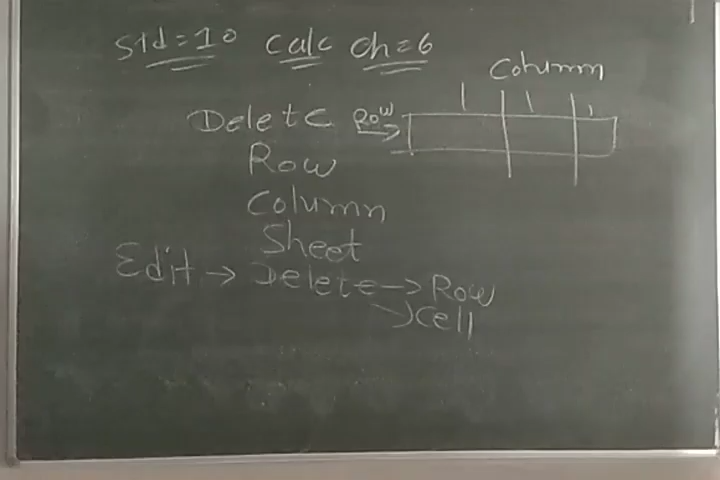 Std=10 Calc Ch=6
Column
Delete Row
Row
Column
Sheet
Edit → Delete → Row
→ Cell